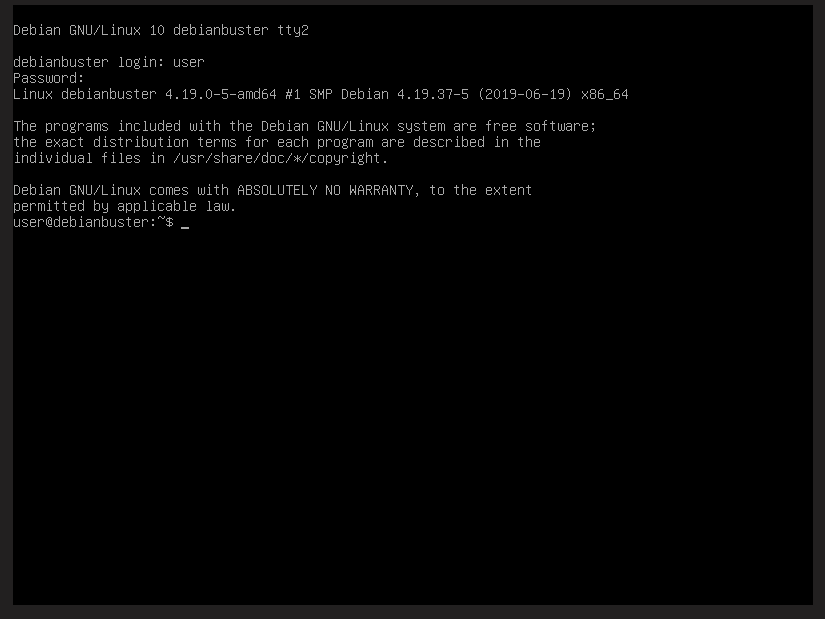 Debian GNU/Linux 10 debianbuster tty2
debianbuster login: user
Password:
Linux debianbuster 4.19.0-5-amd64 #1 SMP Debian 4.19.37-5 (2019-06-19) x86_64
The programs included with the Debian GNU/Linux system are free software;
the exact distribution terms for each program are described in the
individual files in /usr/share/doc/*/copyright.
Debian GNU/Linux comes with ABSOLUTELY NO WARRANTY, to the extent
permitted by applicable law.
user@debianbuster:~$ _